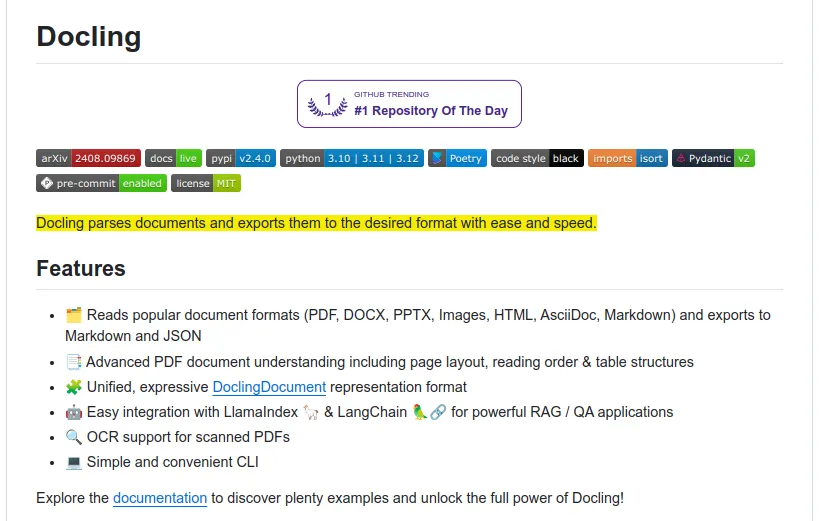 Docling
1
GITHUB TRENDING
#1 Repository Of The Day
arXiv 2408.09869 docs live pypi v2.4.0 python 3.10 | 3.11 | 3.12 Poetry code style black imports isort Pydantic v2
pre-commit enabled license MIT
Docling parses documents and exports them to the desired format with ease and speed.
Features
• 🗂️ Reads popular document formats (PDF, DOCX, PPTX, Images, HTML, AsciiDoc, Markdown) and exports to
Markdown and JSON
• 📑 Advanced PDF document understanding including page layout, reading order & table structures
• 🧩 Unified, expressive DoclingDocument representation format
• 🤖 Easy integration with LlamaIndex 🦙 & LangChain 🦜🔗 for powerful RAG / QA applications
• 🔍 OCR support for scanned PDFs
• 💻 Simple and convenient CLI
Explore the documentation to discover plenty examples and unlock the full power of Docling!